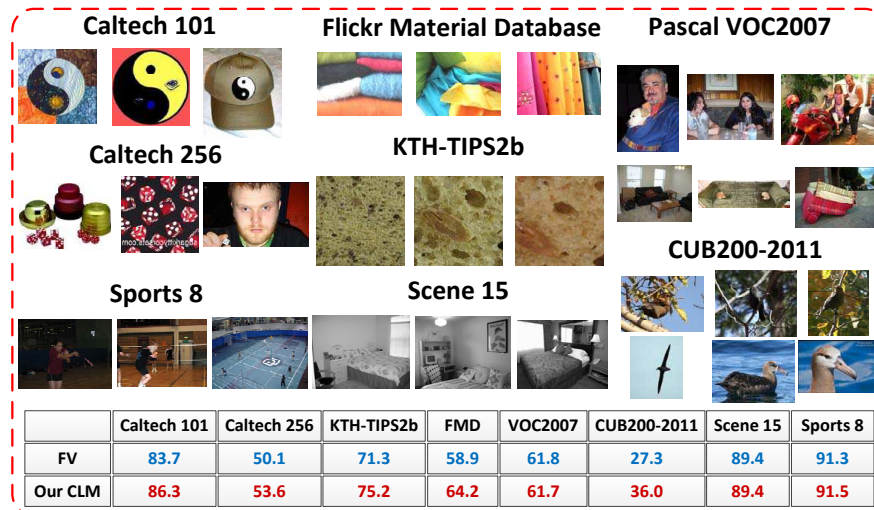 Caltech 101
Flickr Material Database
Pascal VOC2007
Caltech 256
KTH-TIPS2b
CUB200-2011
Sports 8
Scene 15
Caltech 101 Caltech 256 KTH-TIPS2b FMD VOC2007 CUB200-2011 Scene 15 Sports 8
FV 83.7 50.1 71.3 58.9 61.8 27.3 89.4 91.3
Our CLM 86.3 53.6 75.2 64.2 61.7 36.0 89.4 91.5